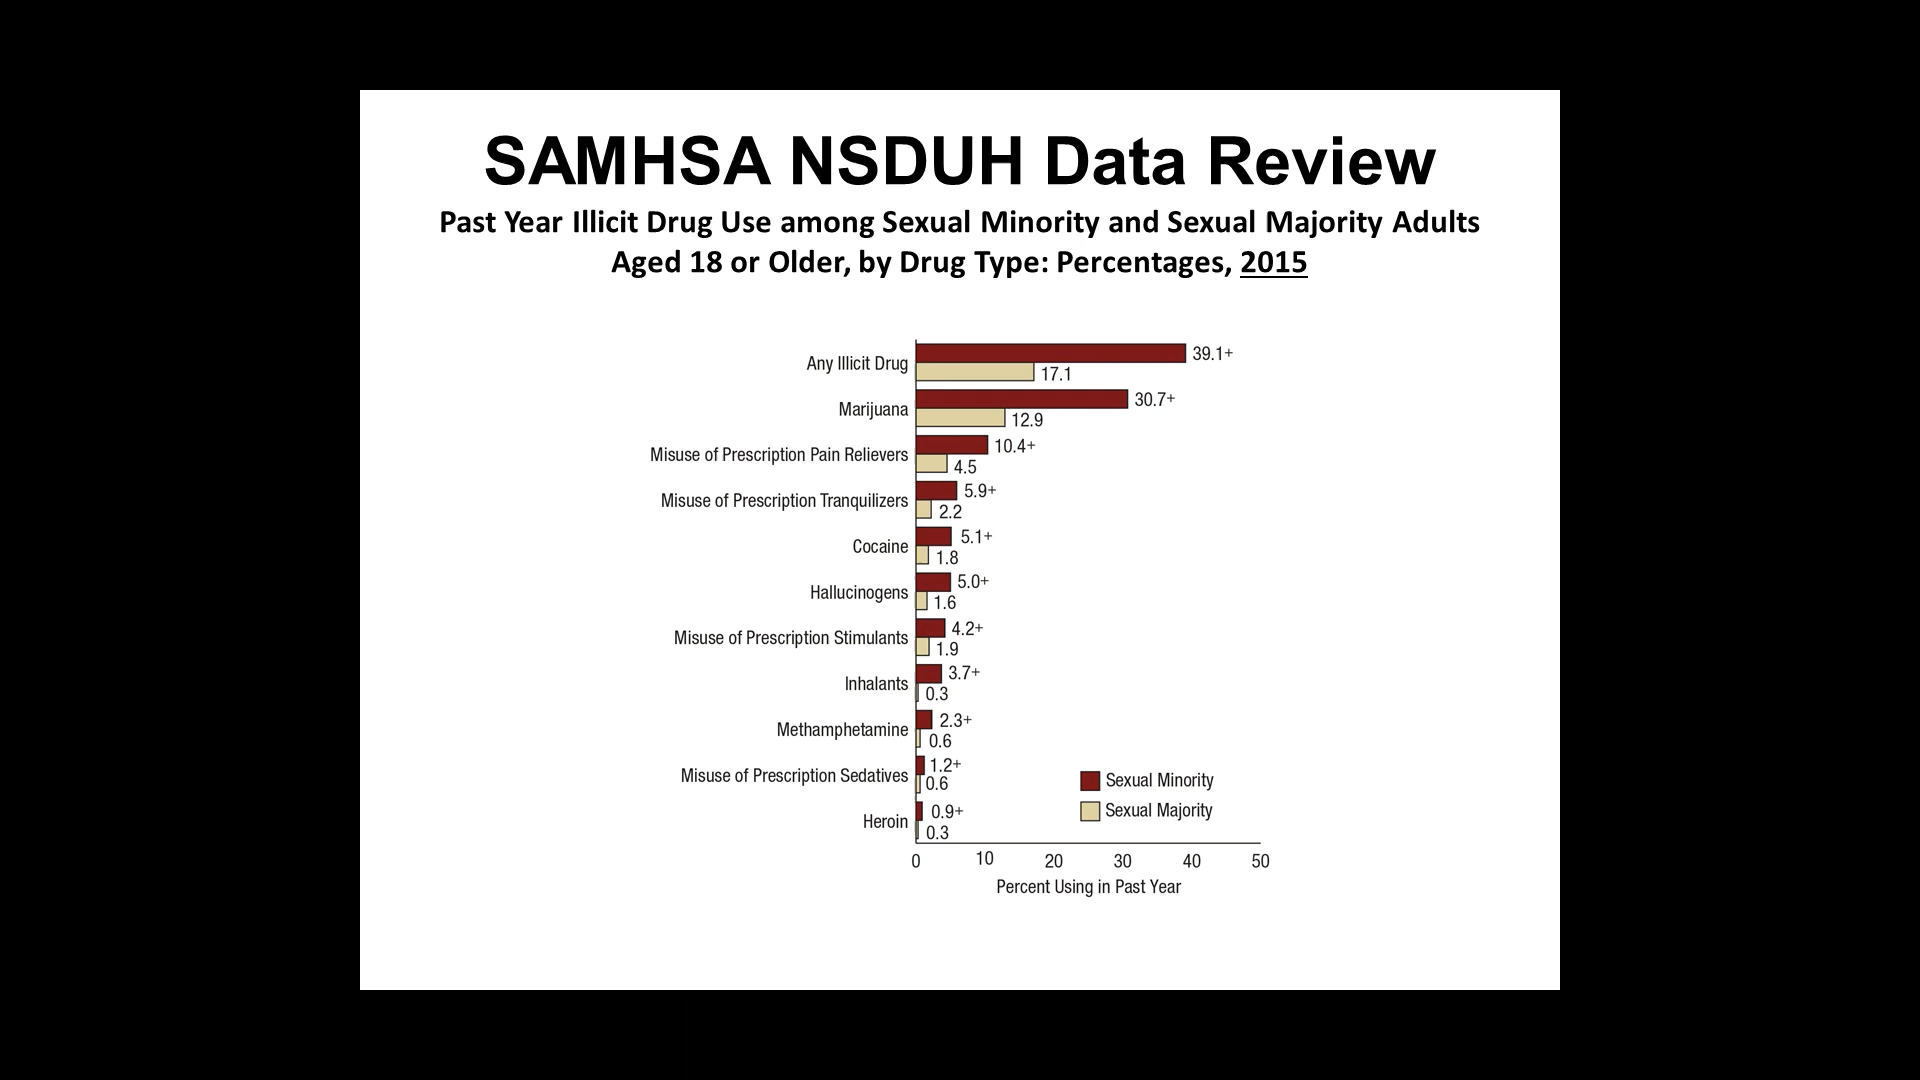 SAMHSA NSDUH Data Review
Past Year Illicit Drug Use among Sexual Minority and Sexual Majority Adults
Aged 18 or Older, by Drug Type: Percentages, 2015
Any Illicit Drug 39.1+
17.1
Marijuana 30.7+
12.9
Misuse of Prescription Pain Relievers 10.4+
4.5
Misuse of Prescription Tranquilizers 5.9+
2.2
Cocaine 5.1+
1.8
Hallucinogens 5.0+
1.6
Misuse of Prescription Stimulants 4.2+
1.9
Inhalants 3.7+
0.3
Methamphetamine 2.3+
0.6
Misuse of Prescription Sedatives 1.2+
0.6
Sexual Minority
Sexual Majority
Heroin 0.9+
0.3
0 10 20 30 40 50
Percent Using in Past Year